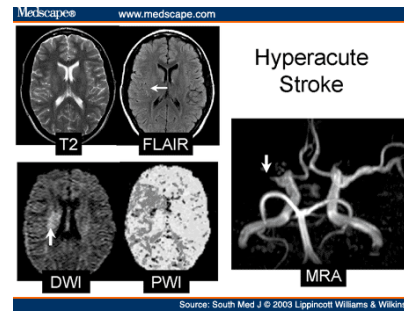 Medscape® www.medscape.com
Hyperacute
Stroke
T2
FLAIR
DWI
PWI
MRA
Source: South Med J © 2003 Lippincott Williams & Wilkins